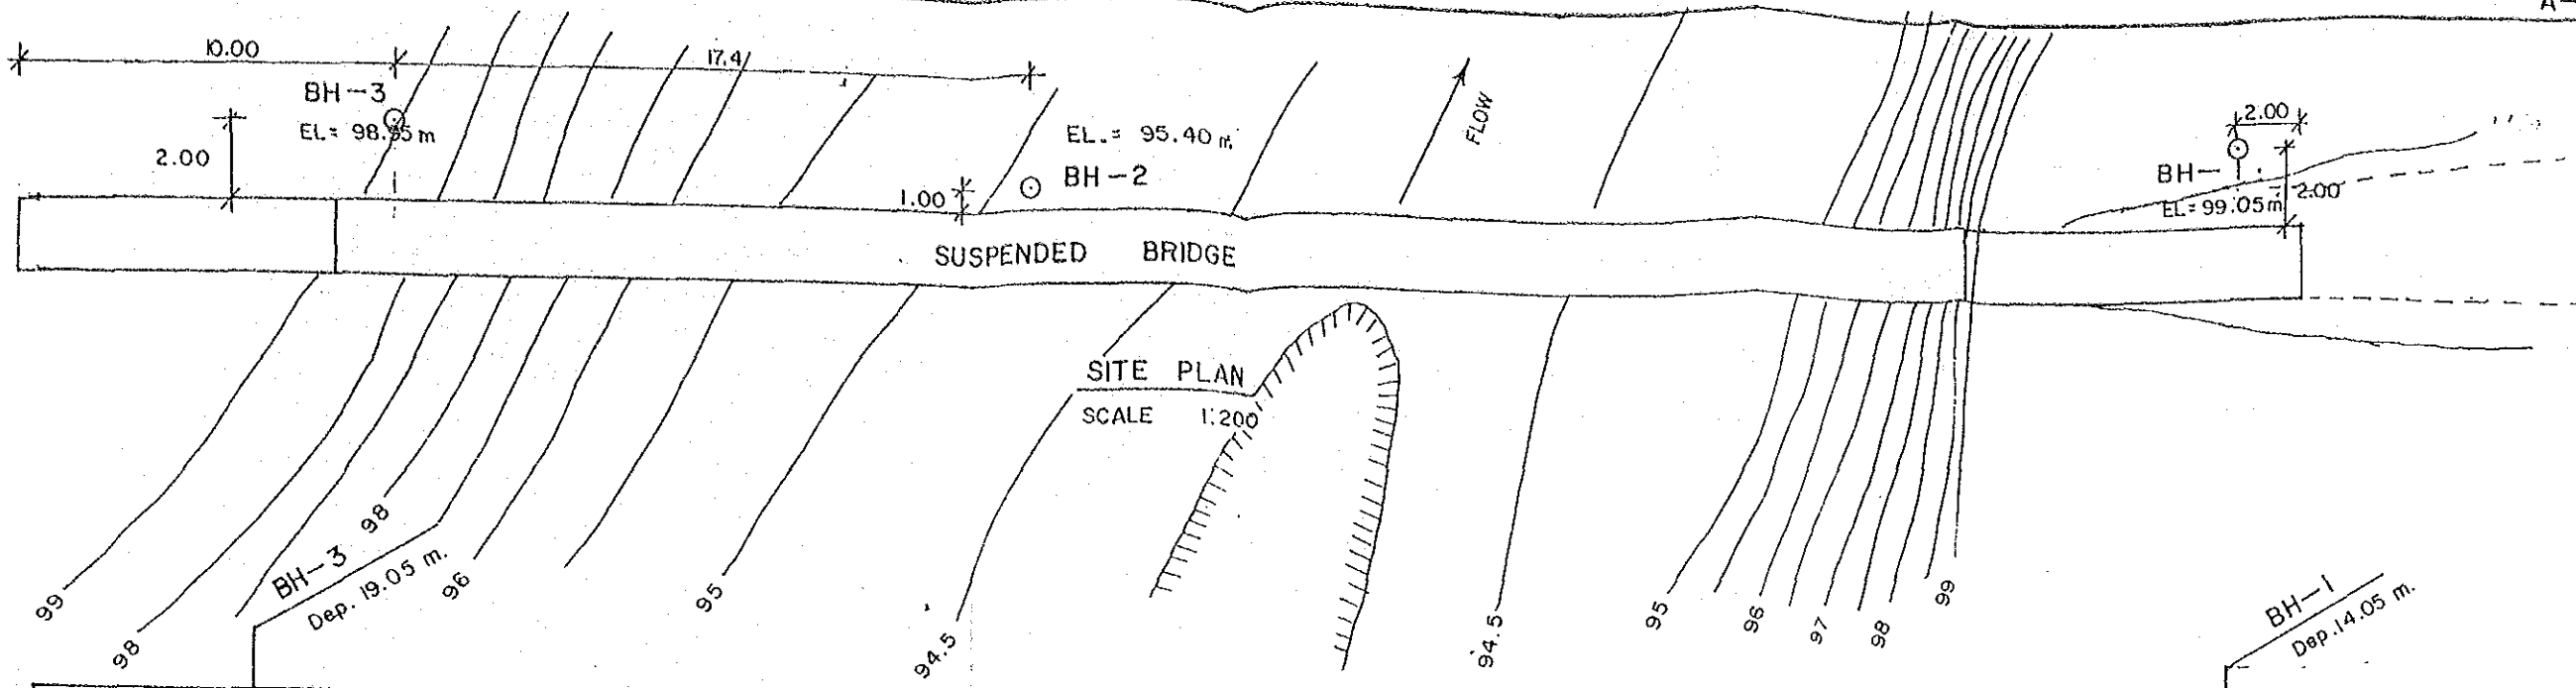 A-
10.00
17.4
BH-3
EL= 98.95 m
2.00
EL.= 95.40 m
BH-2
1.00
FLOW
2.00
BH-
EL=99.05m
2.00
SUSPENDED BRIDGE
SITE PLAN
SCALE 1:200
99
98
BH-3
Dep. 19.05 m.
98
96
95
94.5
94.5
95
96
97
98
99
BH-1
Dep.14.05 m.